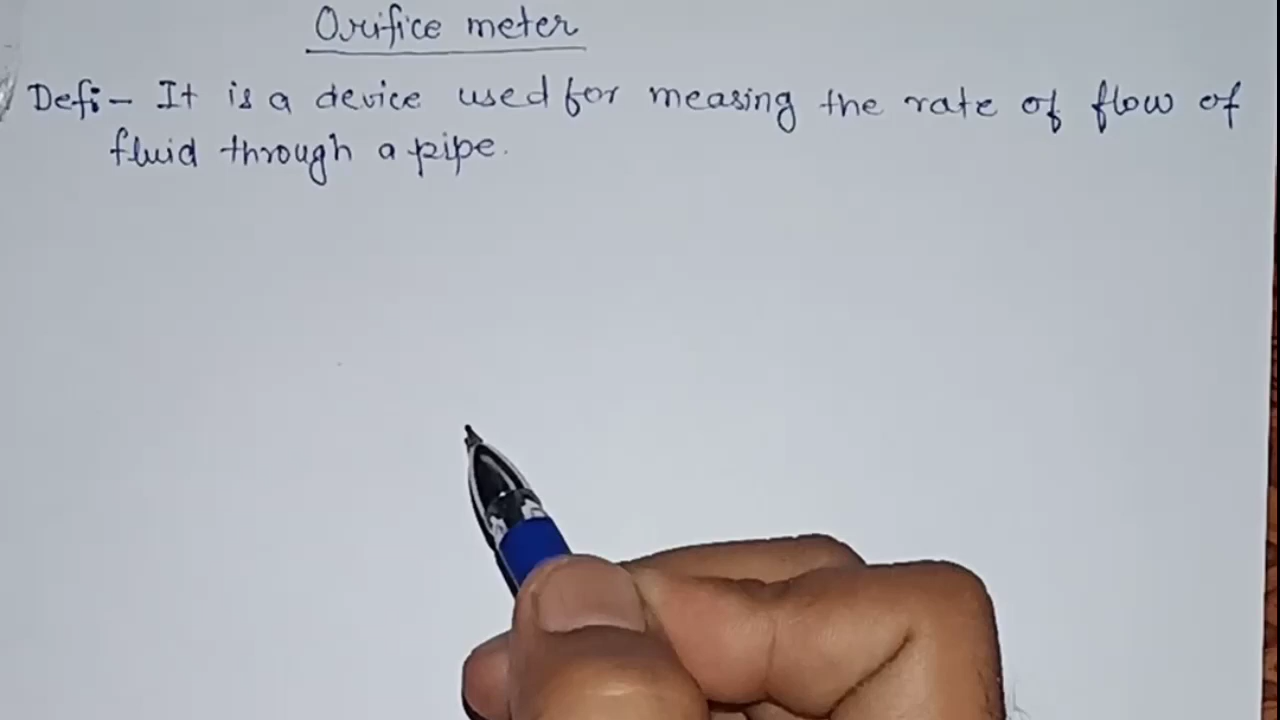 Orifice meter
Defi:- It is a device used for measing the rate of flow of
fluid through a pipe.